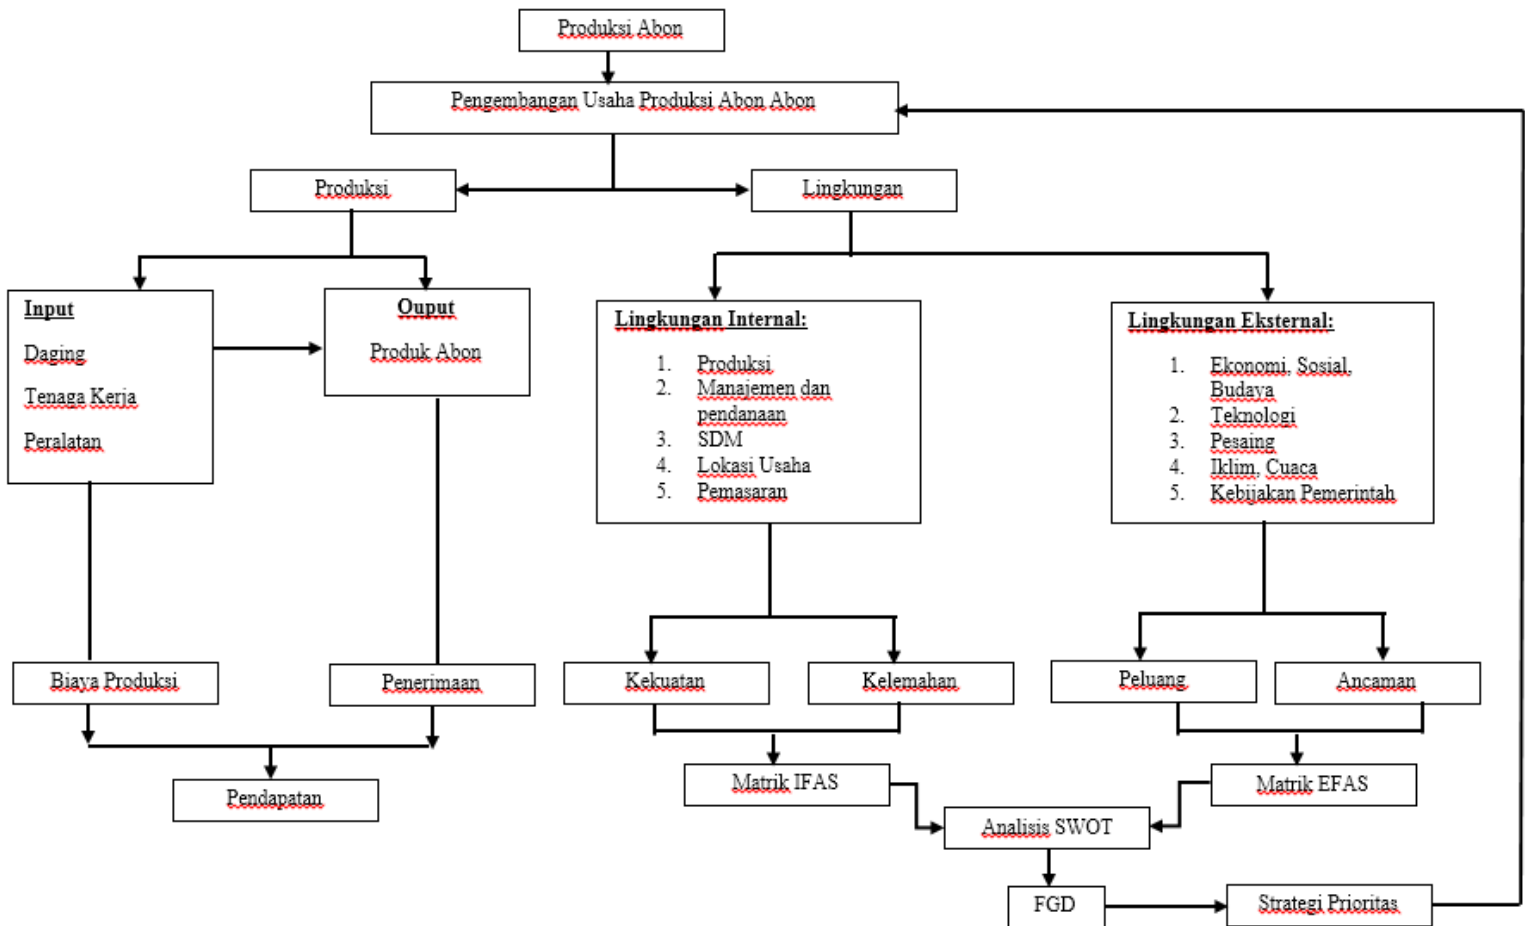 Produksi Abon
Pengembangan Usaha Produksi Abon Abon
Produksi
Lingkungan
Input
Daging
Tenaga Kerja
Peralatan
Ouput
Produk Abon
Lingkungan Internal:
1. Produksi
2. Manajemen dan
pendanaan
3. SDM
4. Lokasi Usaha
5. Pemasaran
Lingkungan Eksternal:
1. Ekonomi, Sosial,
Budaya
2. Teknologi
3. Pesaing
4. Iklim, Cuaca
5. Kebijakan Pemerintah
Biaya Produksi
Penerimaan
Kekuatan
Kelemahan
Peluang
Ancaman
Pendapatan
Matrik IFAS
Matrik EFAS
Analisis SWOT
FGD
Strategi Prioritas